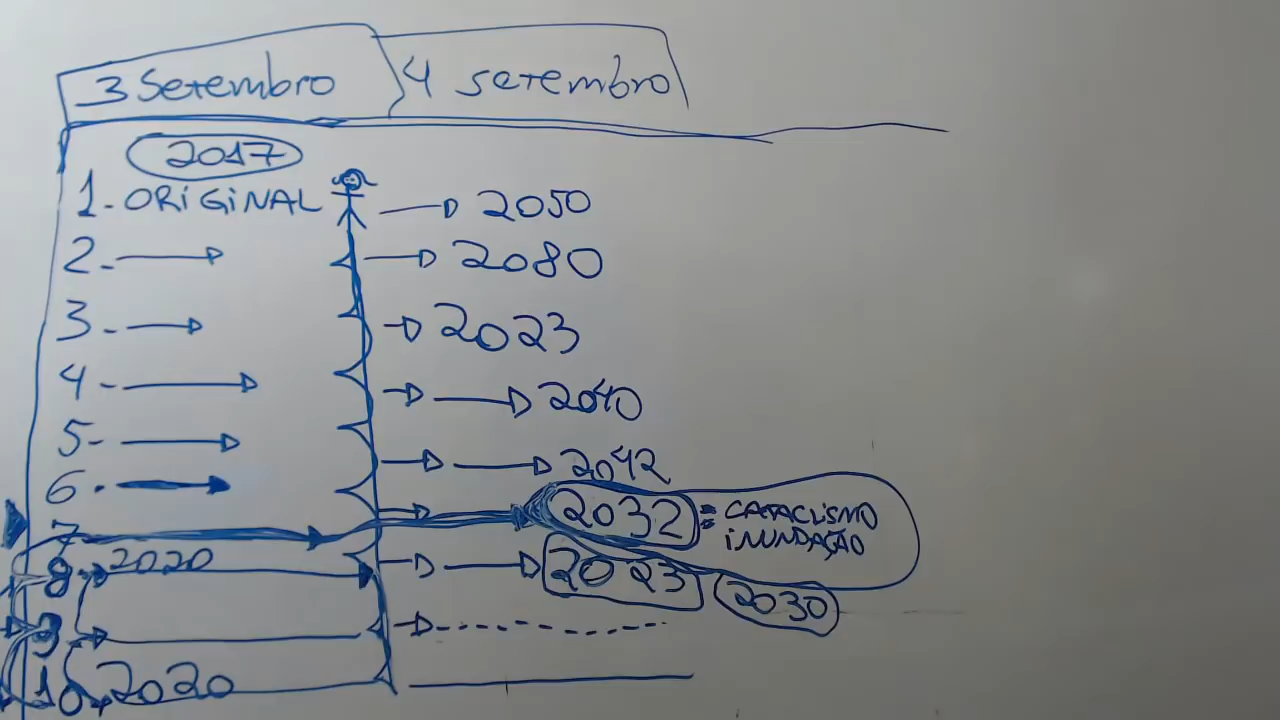 3 Setembro 4 setembro
2017
1. ORiGiNAL 2050
2. 2080
3. 2023
4- 2040
5- 2042
6.
7 2032 = CATACLISMO
iNUNDAÇÃO
8 2020 2023 2030
9
10 2020